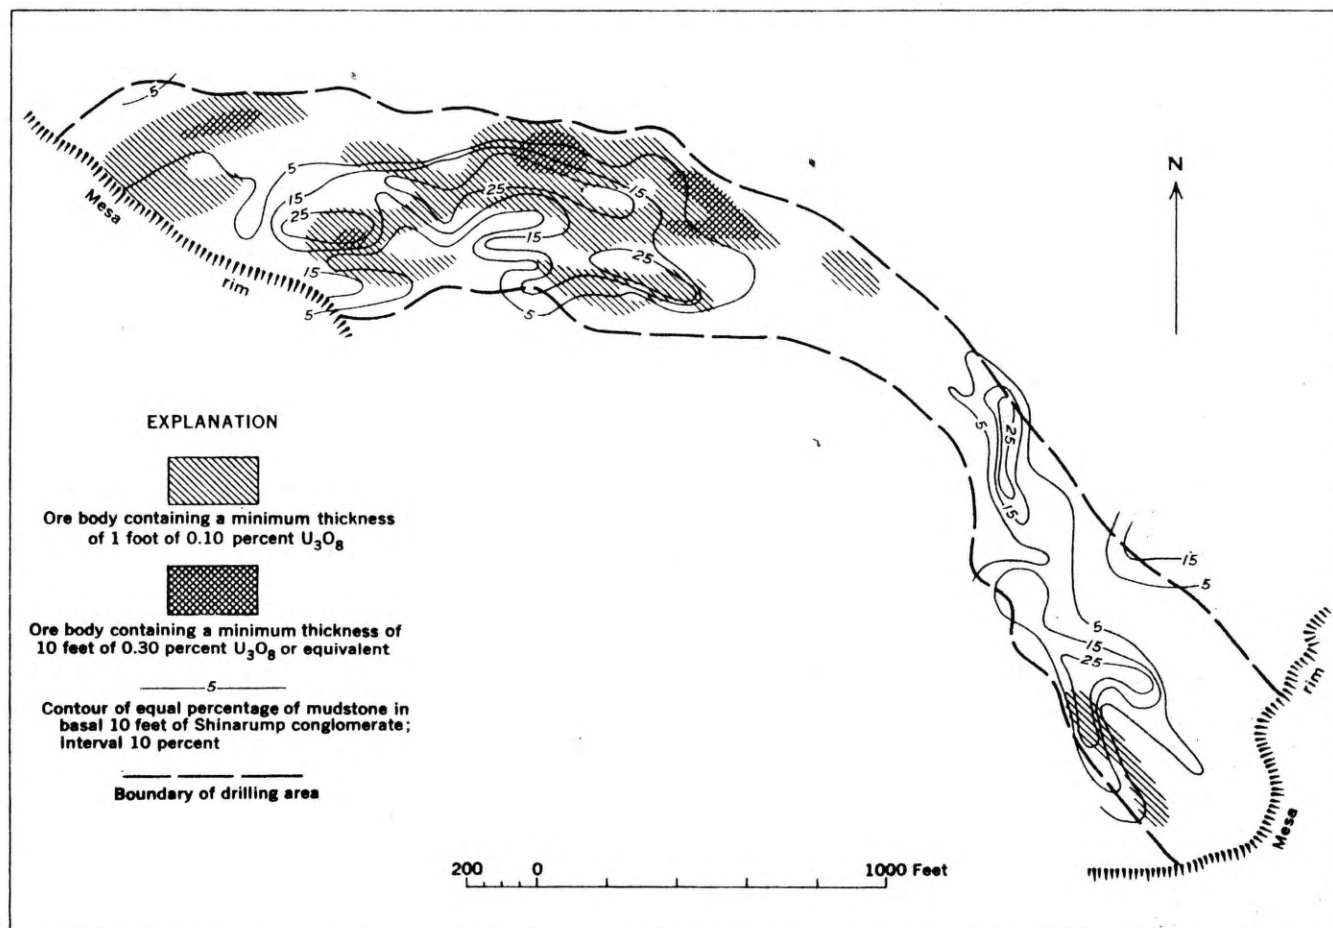 5
N
5
15
25
25
15
15
25
15
5
5
Mesa
rim
5
25
15
15
5
5
15
25
rim
Mesa
EXPLANATION
Ore body containing a minimum thickness
of 1 foot of 0.10 percent U₃O₈
Ore body containing a minimum thickness of
10 feet of 0.30 percent U₃O₈ or equivalent
5
Contour of equal percentage of mudstone in
basal 10 feet of Shinarump conglomerate;
interval 10 percent
Boundary of drilling area
200 0 1000 Feet